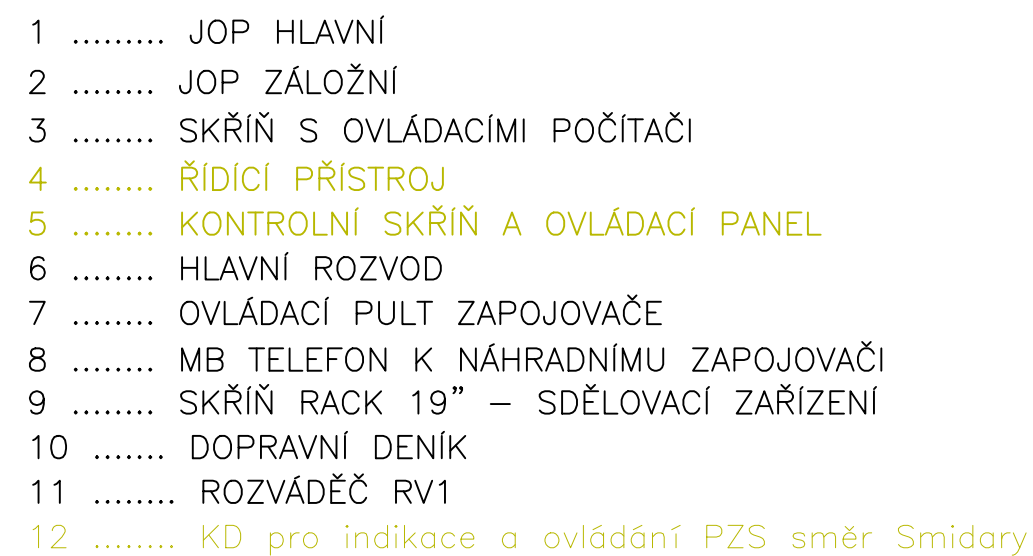 1 ......... JOP HLAVNÍ
2 ........ JOP ZÁLOŽNÍ
3 ........ SKŘÍŇ S OVLÁDACÍMI POČÍTAČI
4 ........ ŘÍDÍCÍ PŘÍSTROJ
5 ........ KONTROLNÍ SKŘÍŇ A OVLÁDACÍ PANEL
6 ........ HLAVNÍ ROZVOD
7 ........ OVLÁDACÍ PULT ZAPOJOVAČE
8 ........ MB TELEFON K NÁHRADNÍMU ZAPOJOVAČI
9 ........ SKŘÍŇ RACK 19” – SDĚLOVACÍ ZAŘÍZENÍ
10 ....... DOPRAVNÍ DENÍK
11 ........ ROZVÁDĚČ RV1
12 ........ KD pro indikace a ovládání PZS směr Smidary